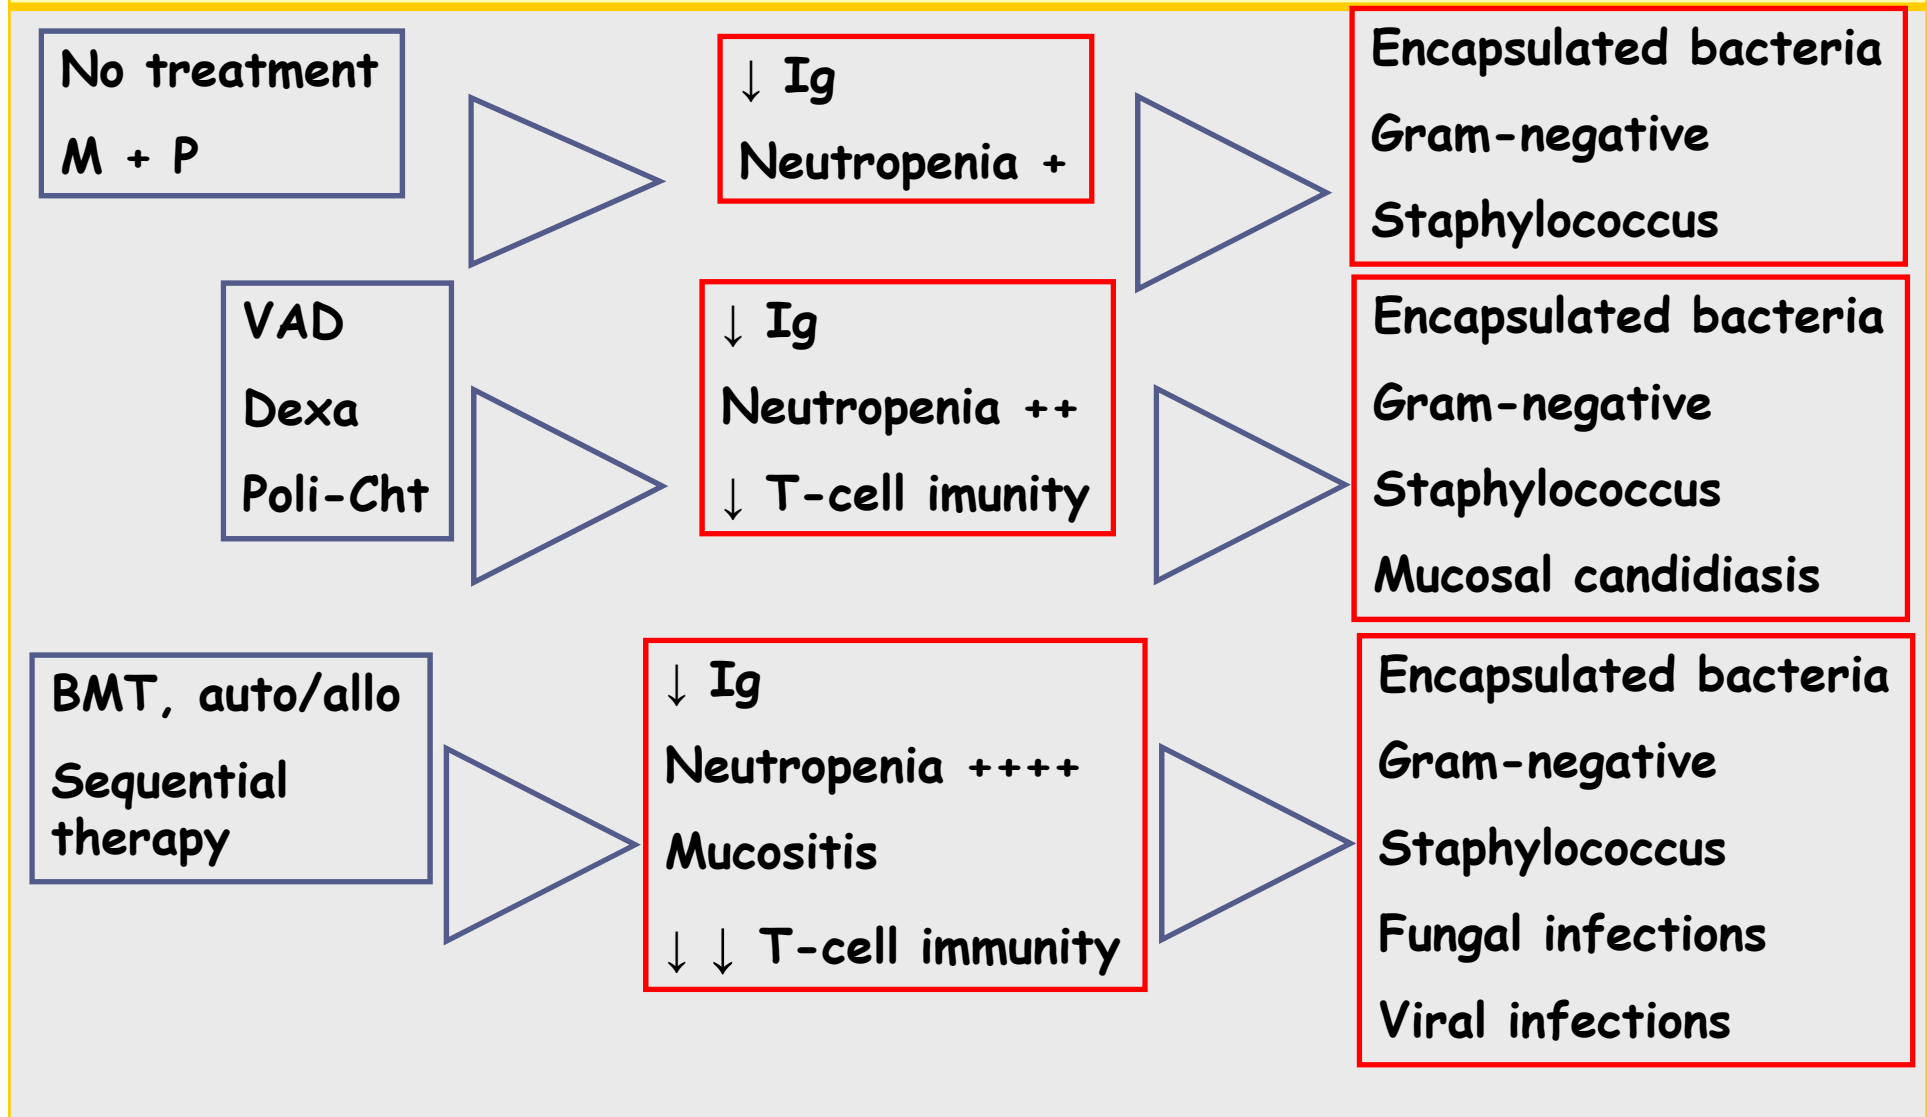 No treatment
M + P
↓ Ig
Neutropenia +
Encapsulated bacteria
Gram-negative
Staphylococcus
VAD
Dexa
Poli-Cht
↓ Ig
Neutropenia ++
↓ T-cell imunity
Encapsulated bacteria
Gram-negative
Staphylococcus
Mucosal candidiasis
BMT, auto/allo
Sequential
therapy
↓ Ig
Neutropenia ++++
Mucositis
↓ ↓ T-cell immunity
Encapsulated bacteria
Gram-negative
Staphylococcus
Fungal infections
Viral infections